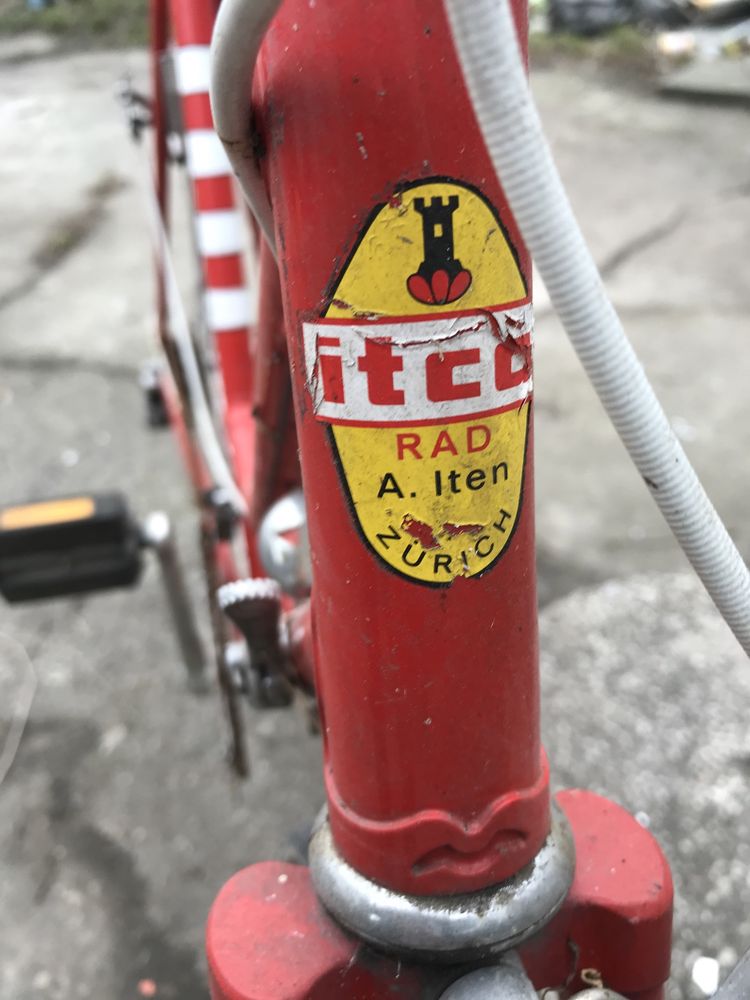 itco
RAD
A. Iten
ZÜRICH